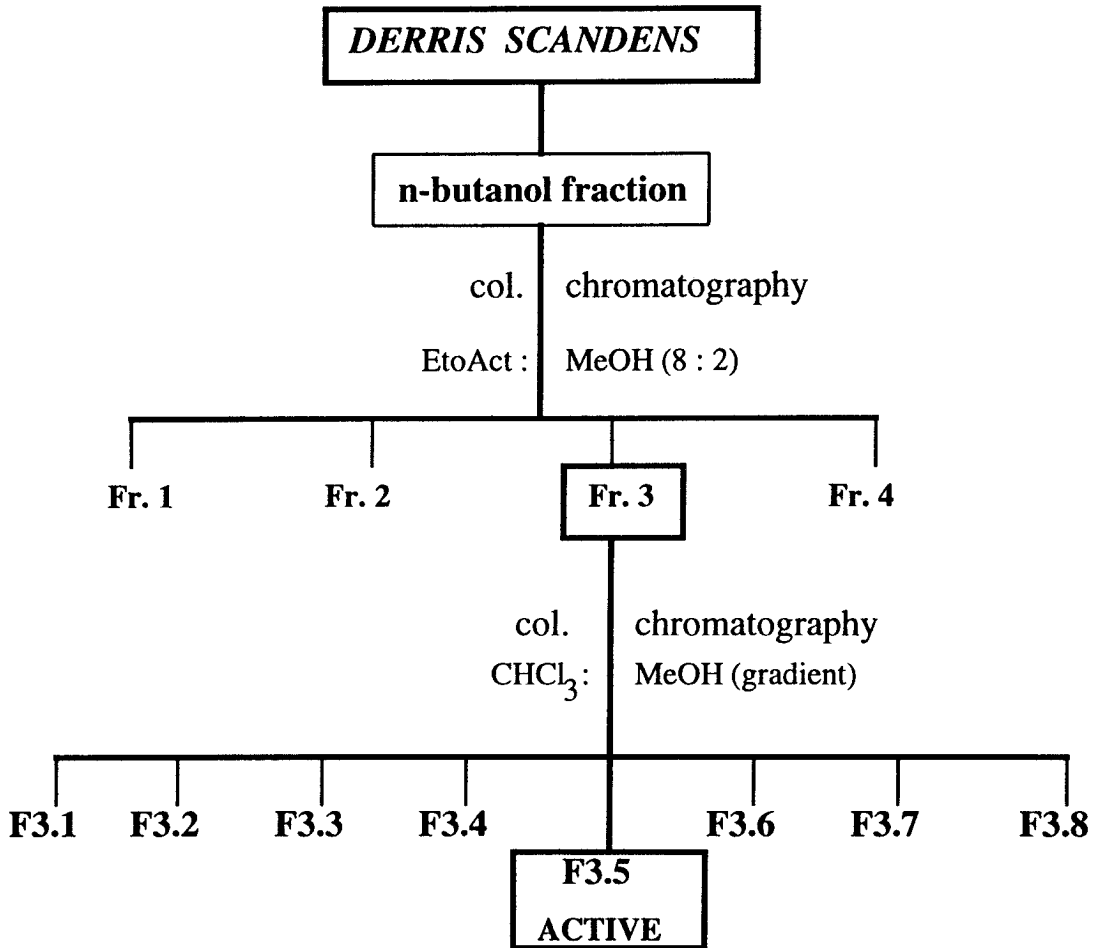 DERRIS SCANDENS
n-butanol fraction
col. chromatography
EtoAct : MeOH (8 : 2)
Fr. 1 Fr. 2 Fr. 3 Fr. 4
col. chromatography
CHCl3 : MeOH (gradient)
F3.1 F3.2 F3.3 F3.4 F3.6 F3.7 F3.8
F3.5
ACTIVE